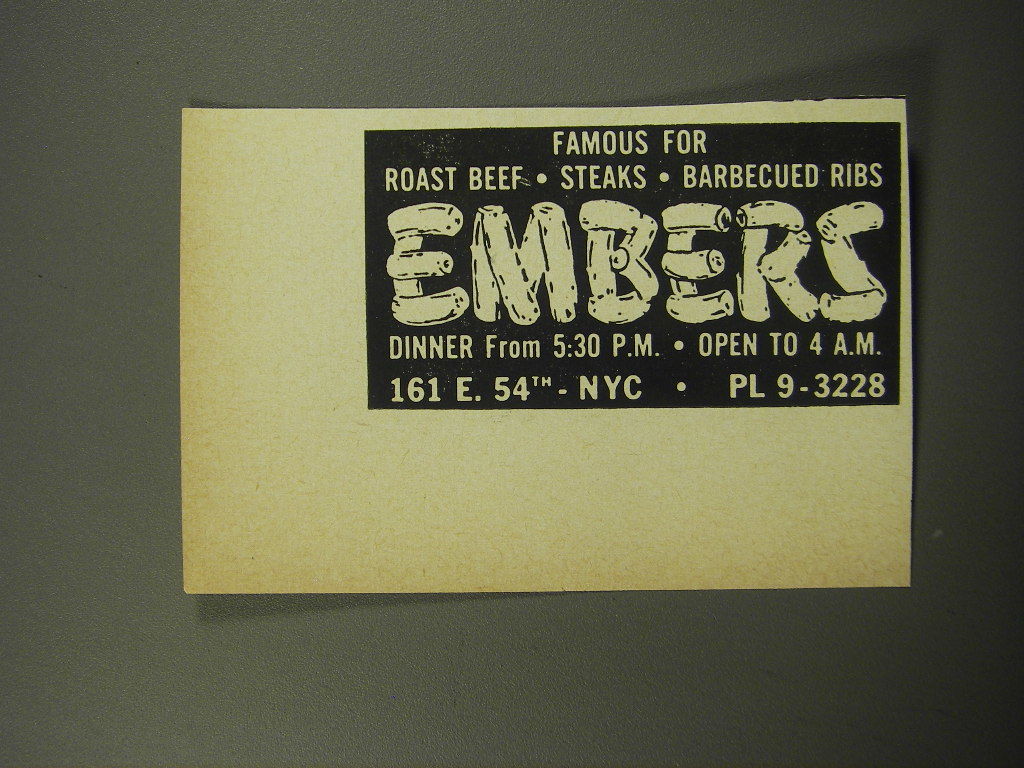 FAMOUS FOR
ROAST BEEF • STEAKS • BARBECUED RIBS
EMBERS
DINNER From 5:30 P.M. • OPEN TO 4 A.M.
161 E. 54TH - NYC • PL 9-3228